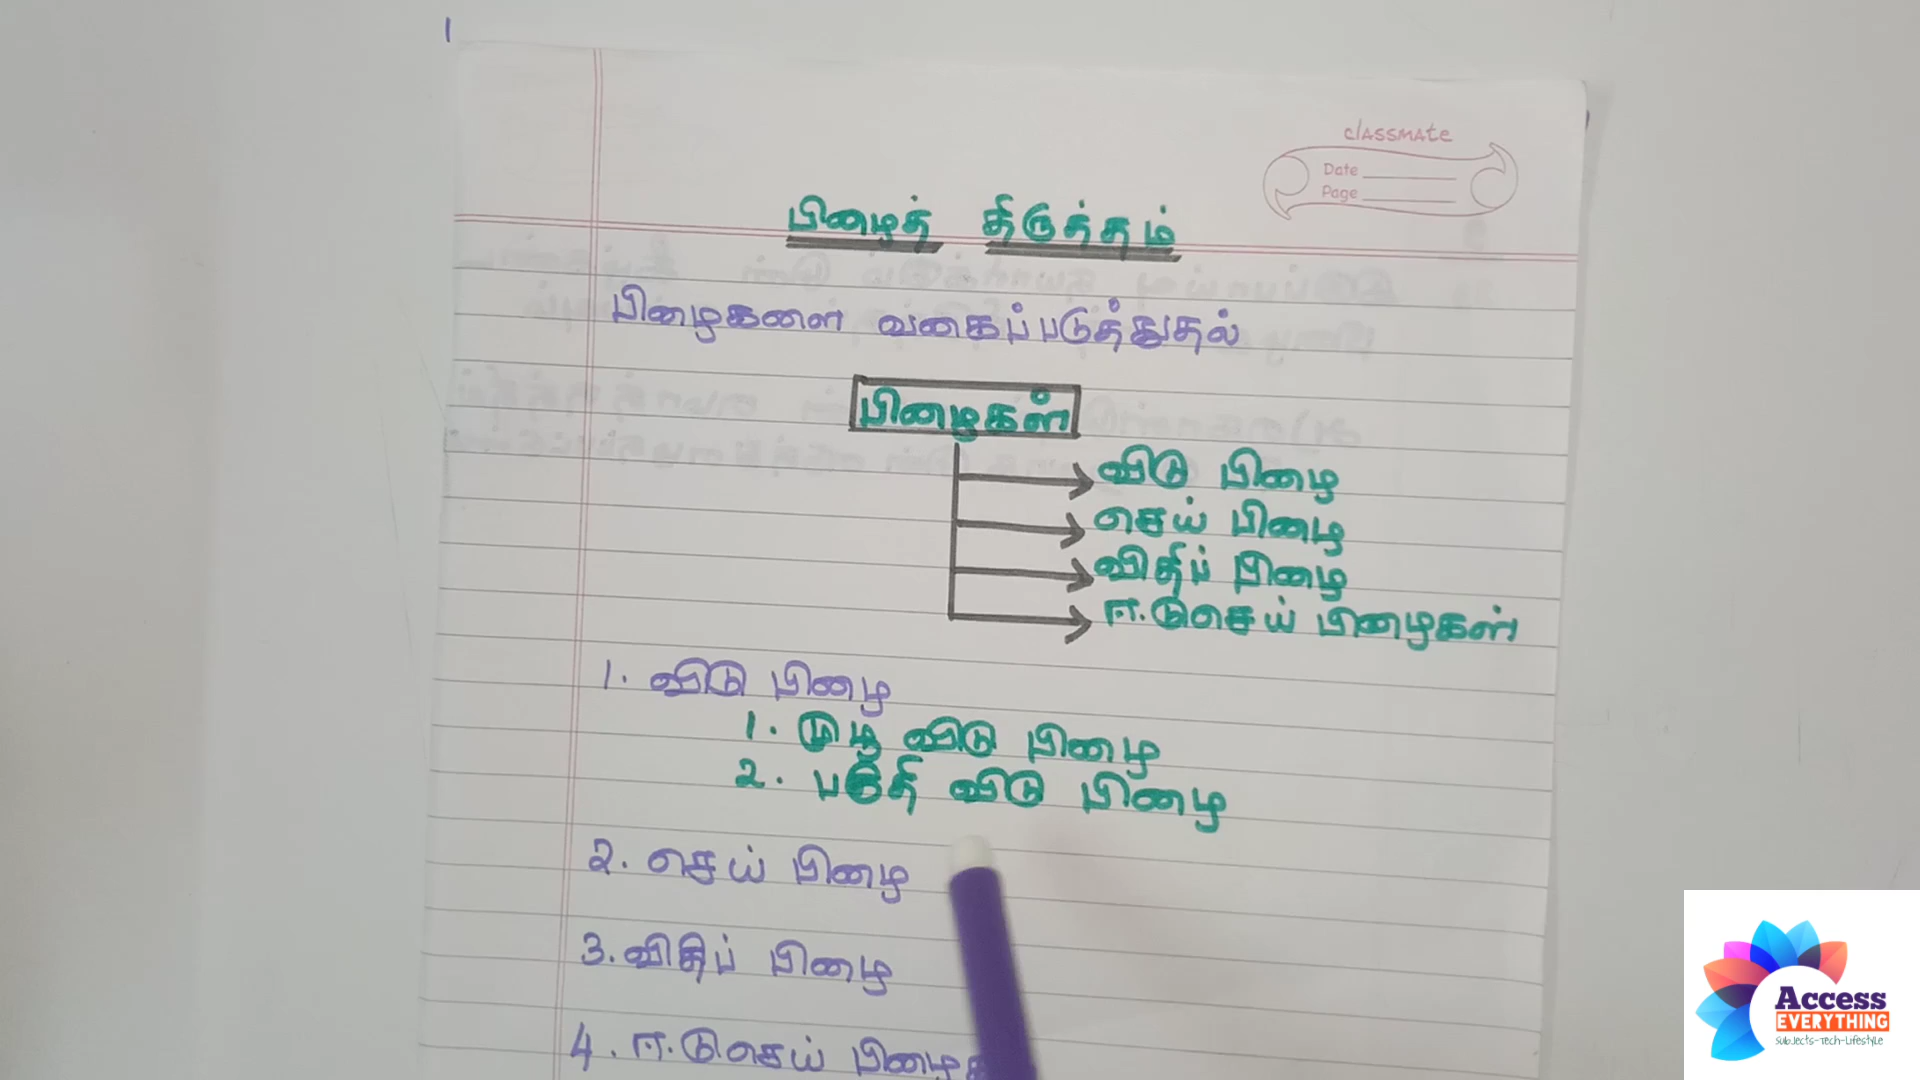 classmate
Date
Page
பிழைத் திருத்தம்
பிழைகளை வகைப்படுத்துதல்
பிழைகள்
விடு பிழை
செய் பிழை
விதிப் பிழை
ஈ.டுசெய் பிழைகள்
1. விடு பிழை
1. முழு விடு பிழை
2. பகுதி விடு பிழை
2. செய் பிழை
3. விதிப் பிழை
4. ஈ.டுசெய்
Access
EVERYTHING
Subjects-Tech-Lifestyle